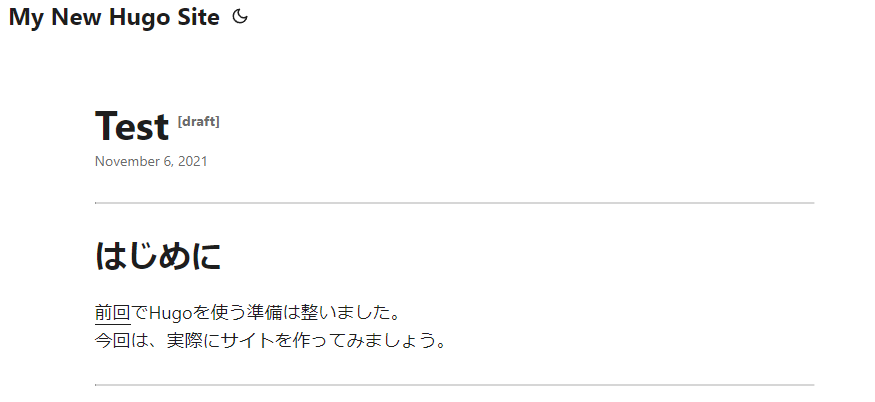 My New Hugo Site
Test [draft]
November 6, 2021
はじめに
前回でHugoを使う準備は整いました。
今回は、実際にサイトを作ってみましょう。